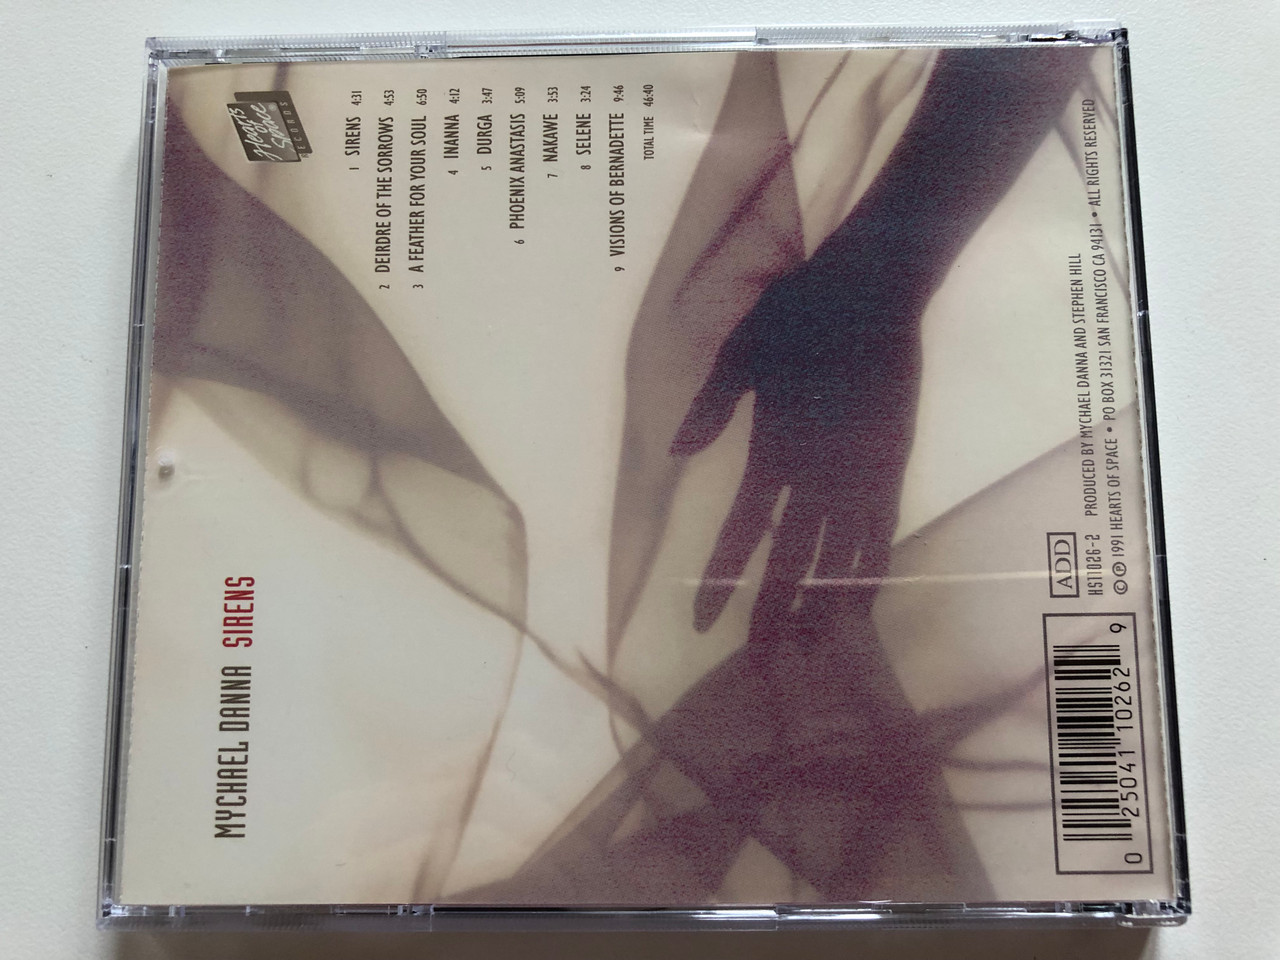 MYCHAEL DANNA SIRENS
Hearts
of
Space
RECORDS
1 SIRENS 4:31
2 DEIRDRE OF THE SORROWS 4:53
3 A FEATHER FOR YOUR SOUL 6:50
4 INANNA 4:12
5 DURGA 3:47
6 PHOENIX ANASTASIS 5:09
7 NAKAWE 3:53
8 SELENE 3:24
9 VISIONS OF BERNADETTE 9:46
TOTAL TIME 46:40
ADD
HS11026-2 PRODUCED BY MYCHAEL DANNA AND STEPHEN HILL
©℗ 1991 HEARTS OF SPACE • PO BOX 31321 SAN FRANCISCO CA 94131 • ALL RIGHTS RESERVED
0 25041 10262 9